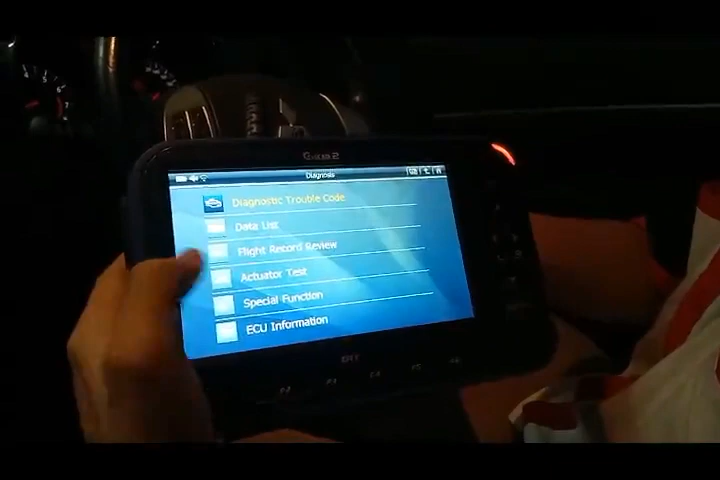 Diagnosis
Diagnostic Trouble Code
Data List
Flight Record Review
Actuator Test
Special Function
ECU Information